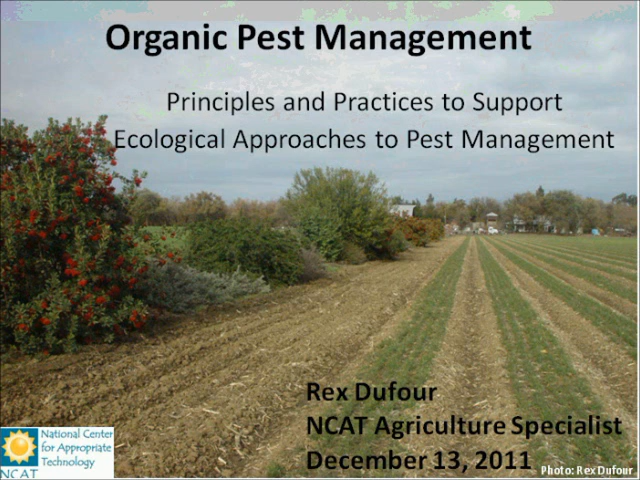 Organic Pest Management
Principles and Practices to Support
Ecological Approaches to Pest Management
Rex Dufour
NCAT Agriculture Specialist
December 13, 2011
Photo: Rex Dufour
National Center
for Appropriate
Technology
NCAT